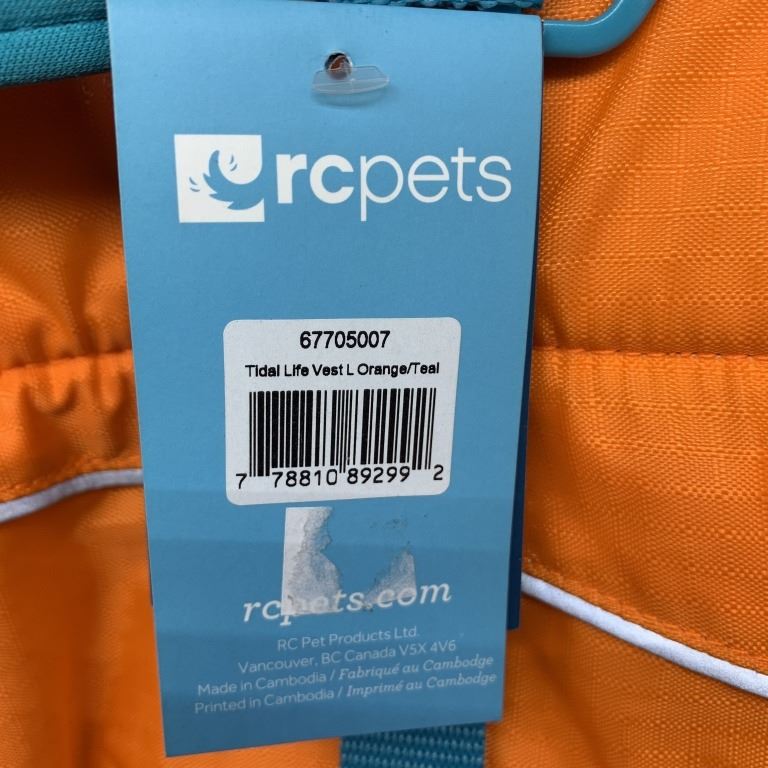 rcpets
67705007
Tidal Life Vest L Orange/Teal
7 78810 89299 2
rcpets.com
RC Pet Products Ltd.
Vancouver, BC Canada V5X 4V6
Made in Cambodia / Fabriqué au Cambodge
Printed in Cambodia / Imprimé au Cambodge